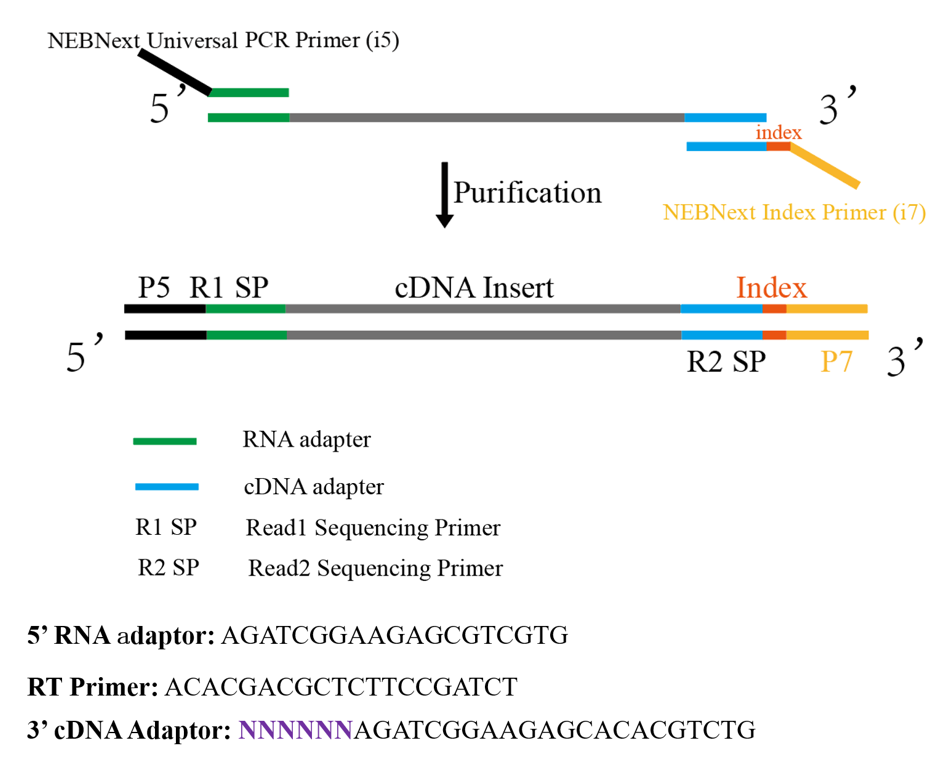 NEBNext Universal PCR Primer (i5)
5’
3’
index
Purification
NEBNext Index Primer (i7)
P5 R1 SP cDNA Insert Index
5’
R2 SP P7
3’
RNA adapter
cDNA adapter
R1 SP Read1 Sequencing Primer
R2 SP Read2 Sequencing Primer
5’ RNA adaptor: AGATCGGAAGAGCGTCGTG
RT Primer: ACACGACGCTCTTCCGATCT
3’ cDNA Adaptor: NNNNNNAGATCGGAAGAGCACACGTCTG